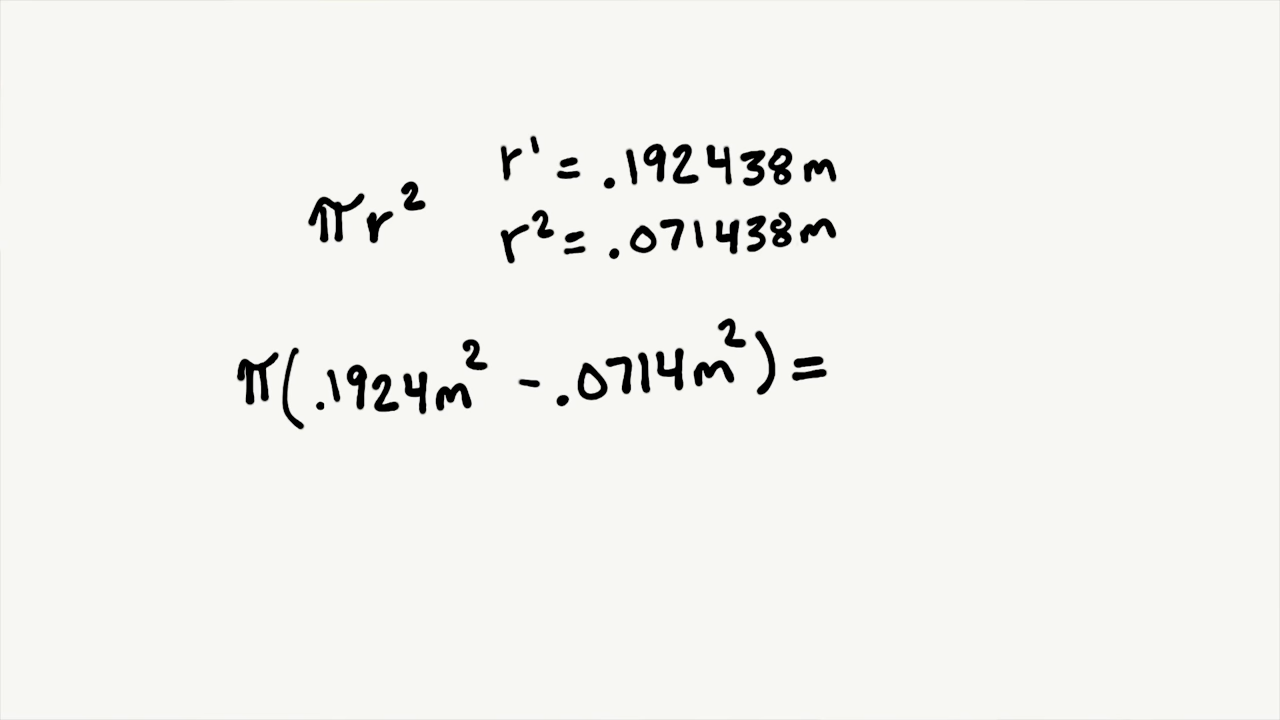 πr² r¹ = .192438m
r² = .071438m
π(.1924m² - .0714m²) =